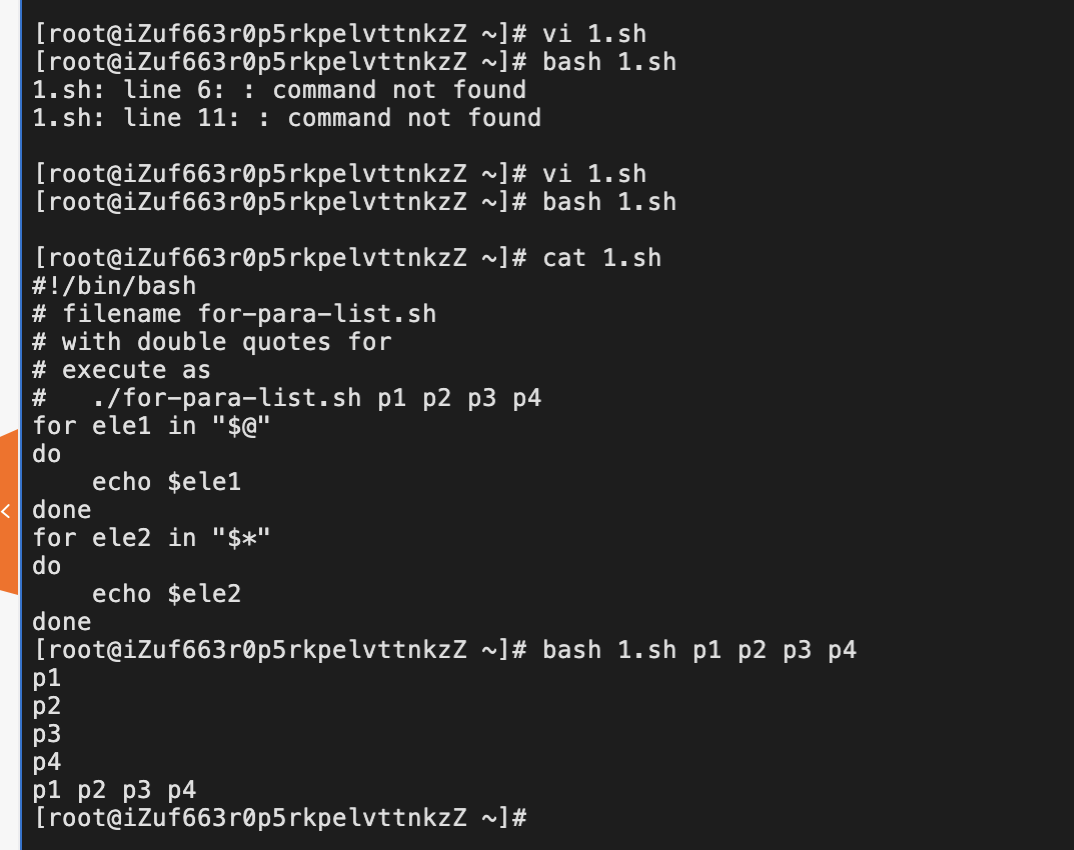 [root@iZuf663r0p5rkpelvttnkzZ ~]# vi 1.sh
[root@iZuf663r0p5rkpelvttnkzZ ~]# bash 1.sh
1.sh: line 6: : command not found
1.sh: line 11: : command not found
[root@iZuf663r0p5rkpelvttnkzZ ~]# vi 1.sh
[root@iZuf663r0p5rkpelvttnkzZ ~]# bash 1.sh
[root@iZuf663r0p5rkpelvttnkzZ ~]# cat 1.sh
#!/bin/bash
# filename for-para-list.sh
# with double quotes for
# execute as
#   ./for-para-list.sh p1 p2 p3 p4
for ele1 in "$@"
do
    echo $ele1
done
for ele2 in "$*"
do
    echo $ele2
done
[root@iZuf663r0p5rkpelvttnkzZ ~]# bash 1.sh p1 p2 p3 p4
p1
p2
p3
p4
p1 p2 p3 p4
[root@iZuf663r0p5rkpelvttnkzZ ~]#